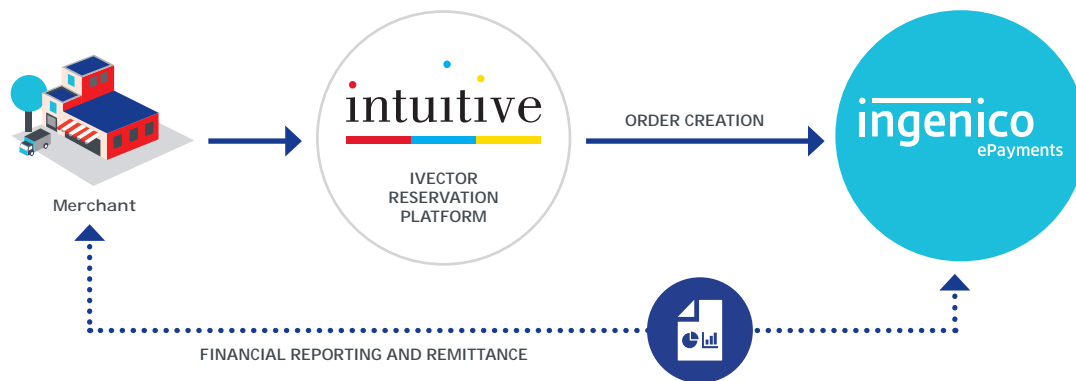 Merchant
intuitive
IVECTOR
RESERVATION
PLATFORM
ORDER CREATION
ingenico
ePayments
FINANCIAL REPORTING AND REMITTANCE